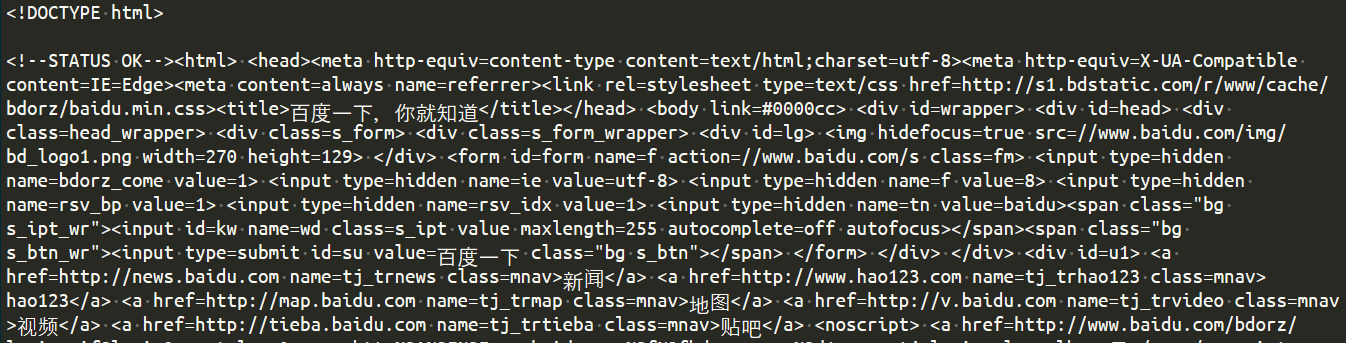 <!DOCTYPE html>
<!--STATUS OK--><html> <head><meta http-equiv=content-type content=text/html;charset=utf-8><meta http-equiv=X-UA-Compatible
content=IE=Edge><meta content=always name=referrer><link rel=stylesheet type=text/css href=http://s1.bdstatic.com/r/www/cache/
bdorz/baidu.min.css><title>百度一下，你就知道</title></head> <body link=#0000cc> <div id=wrapper> <div id=head> <div
class=head_wrapper> <div class=s_form> <div class=s_form_wrapper> <div id=lg> <img hidefocus=true src=//www.baidu.com/img/
bd_logo1.png width=270 height=129> </div> <form id=form name=f action=//www.baidu.com/s class=fm> <input type=hidden
name=bdorz_come value=1> <input type=hidden name=ie value=utf-8> <input type=hidden name=f value=8> <input type=hidden
name=rsv_bp value=1> <input type=hidden name=rsv_idx value=1> <input type=hidden name=tn value=baidu><span class="bg
s_ipt_wr"><input id=kw name=wd class=s_ipt value maxlength=255 autocomplete=off autofocus></span><span class="bg
s_btn_wr"><input type=submit id=su value=百度一下 class="bg s_btn"></span> </form> </div> </div> <div id=u1> <a
href=http://news.baidu.com name=tj_trnews class=mnav>新闻</a> <a href=http://www.hao123.com name=tj_trhao123 class=mnav>
hao123</a> <a href=http://map.baidu.com name=tj_trmap class=mnav>地图</a> <a href=http://v.baidu.com name=tj_trvideo class=mnav
>视频</a> <a href=http://tieba.baidu.com name=tj_trtieba class=mnav>贴吧</a> <noscript> <a href=http://www.baidu.com/bdorz/